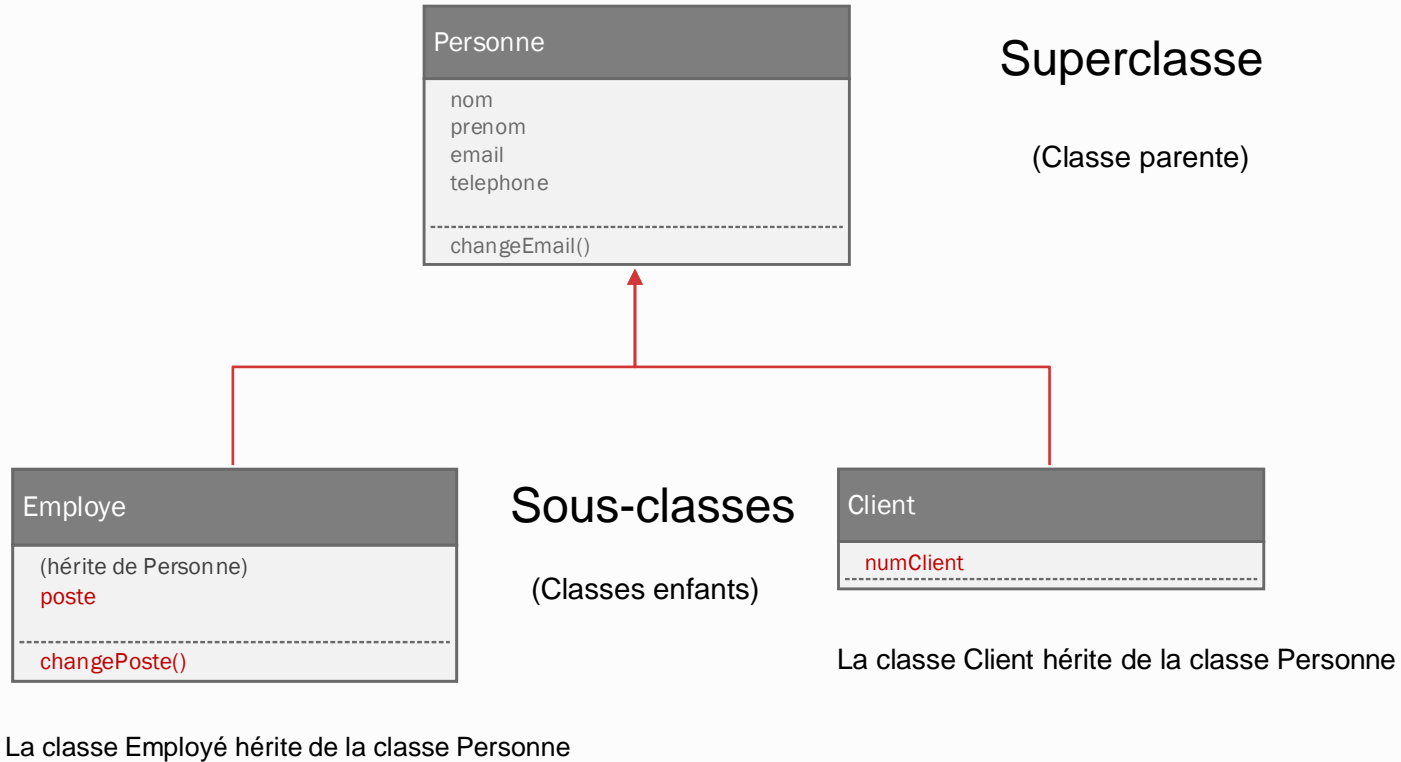 Personne
nom
prenom
email
telephone
changeEmail()
Superclasse
(Classe parente)
Employe
(hérite de Personne)
poste
changePoste()
La classe Employé hérite de la classe Personne
Sous-classes
(Classes enfants)
Client
numClient
La classe Client hérite de la classe Personne